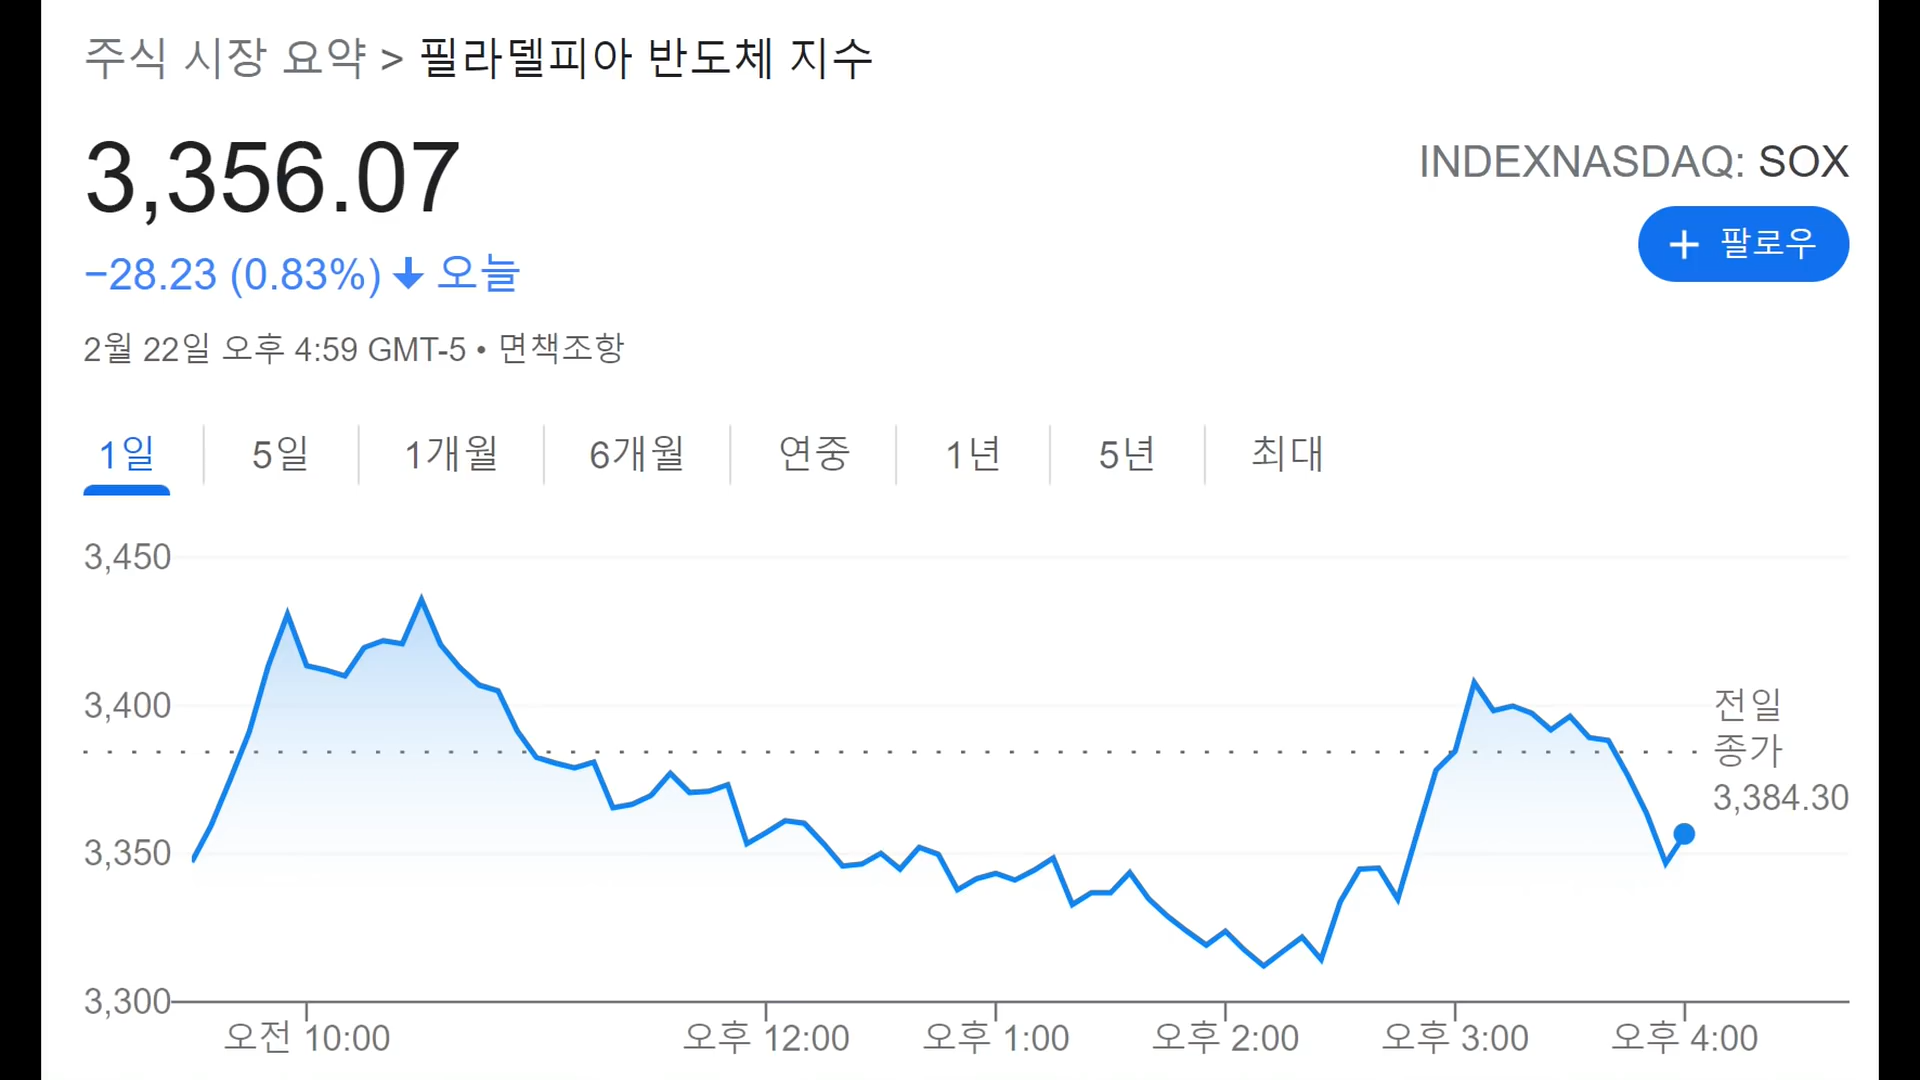 주식 시장 요약 > 필라델피아 반도체 지수
3,356.07
INDEXNASDAQ: SOX
+ 팔로우
−28.23 (0.83%) ↓ 오늘
2월 22일 오후 4:59 GMT-5 • 면책조항
1일 5일 1개월 6개월 연중 1년 5년 최대
3,450
3,400
3,350
3,300
전일
종가
3,384.30
오전 10:00 오후 12:00 오후 1:00 오후 2:00 오후 3:00 오후 4:00